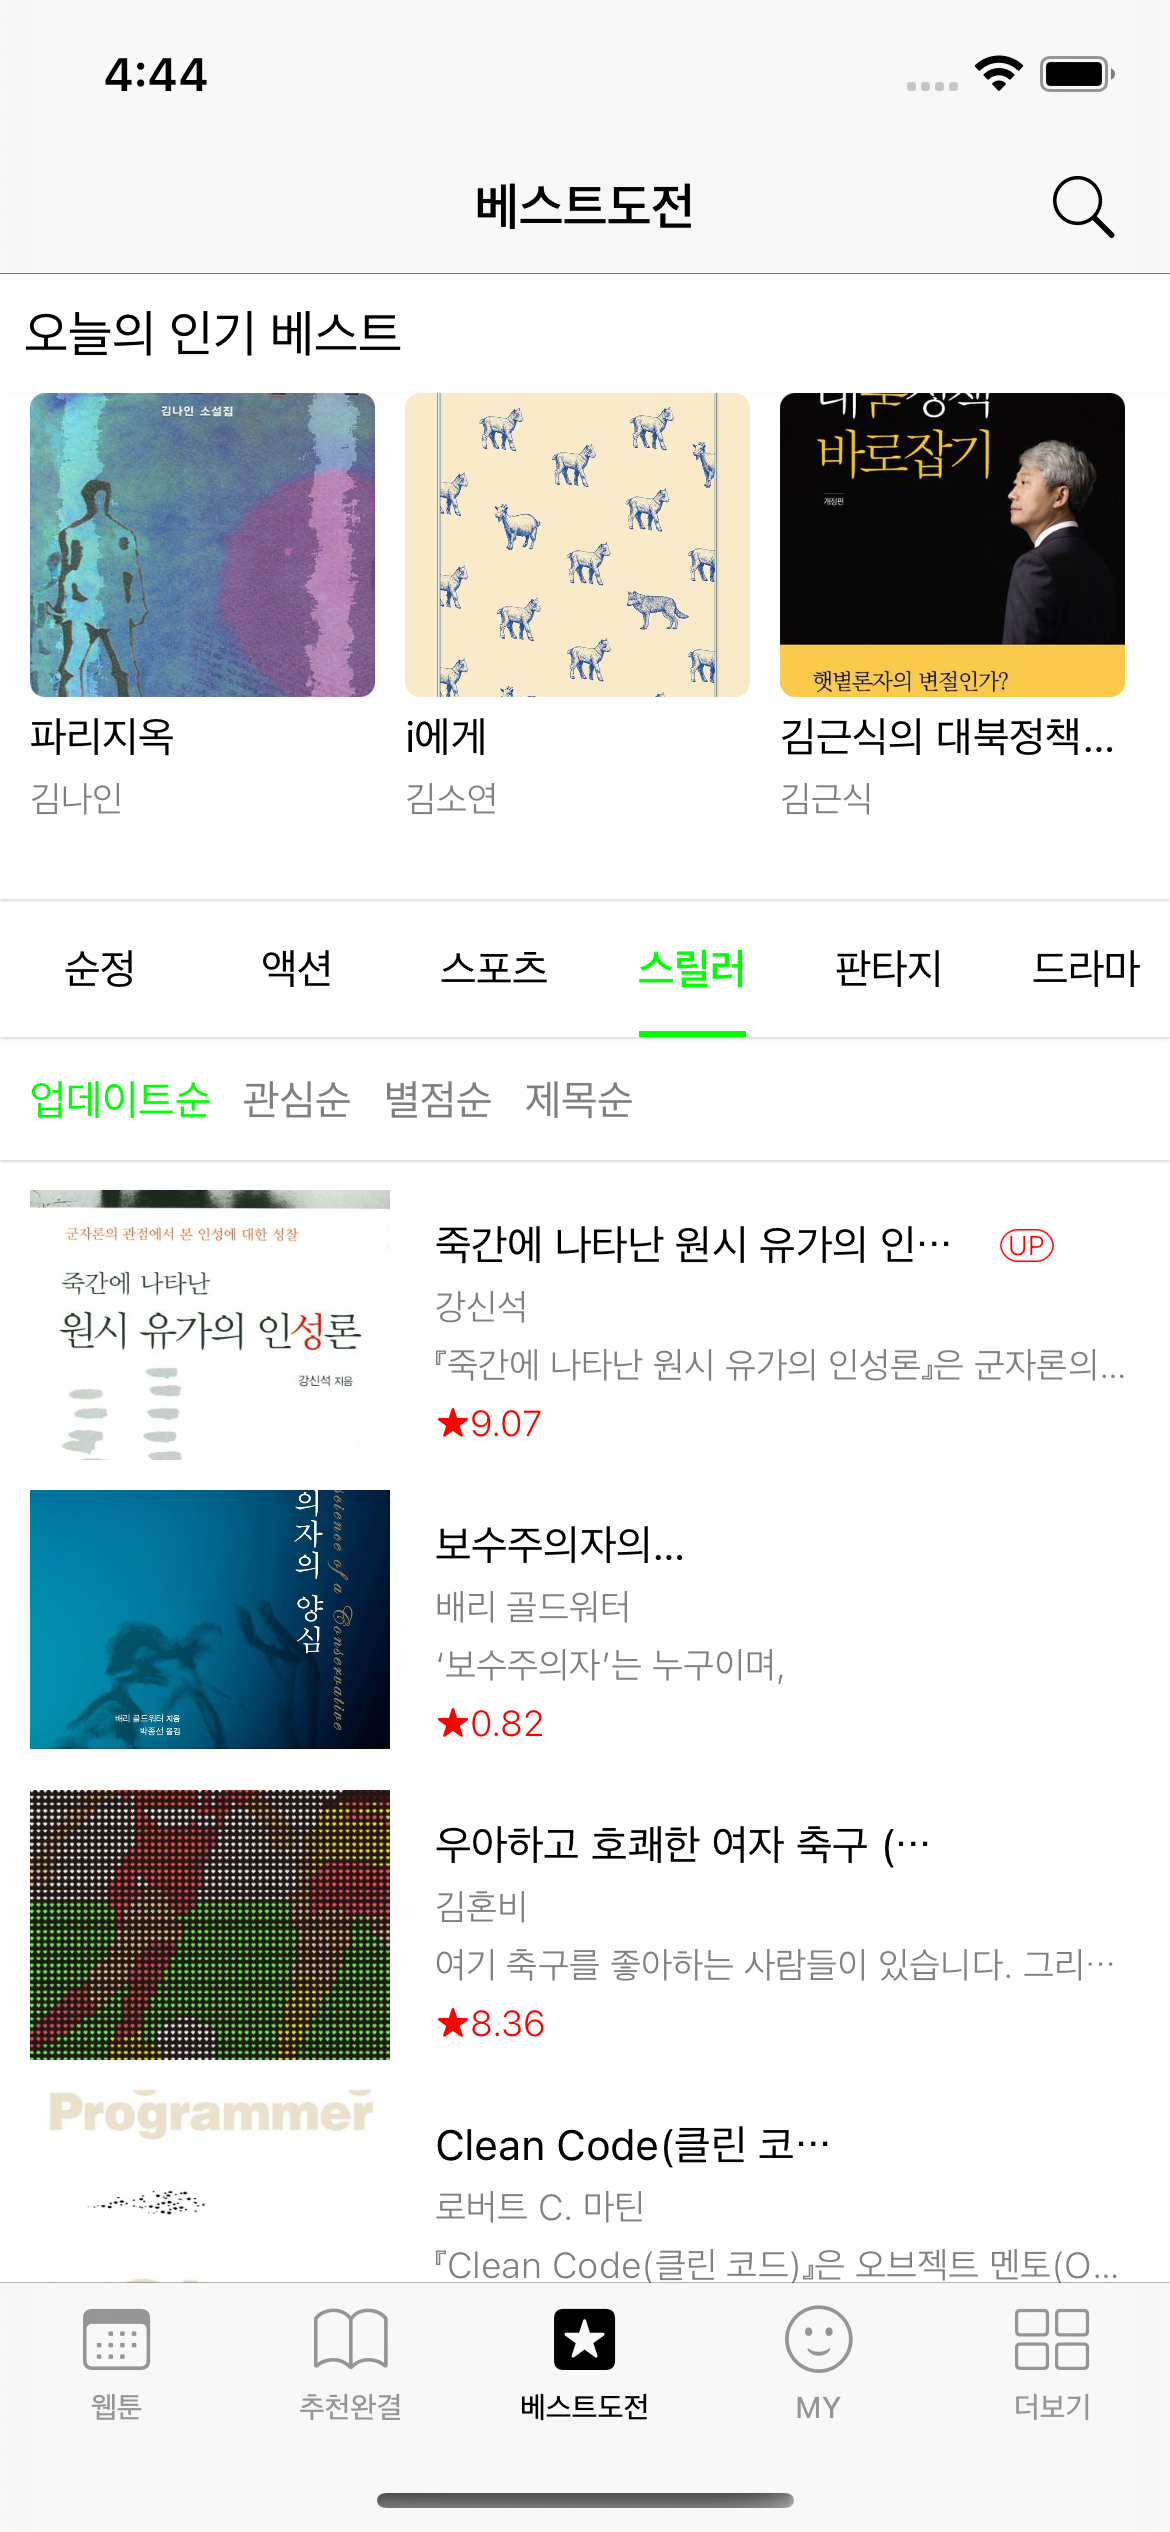 4:44
베스트도전
오늘의 인기 베스트
김나인 소설집
바로잡기
개정판
햇볕론자의 변절인가?
파리지옥
i에게
김근식의 대북정책...
김나인
김소연
김근식
순정 액션 스포츠 스릴러 판타지 드라마
업데이트순 관심순 별점순 제목순
군자론의 관점에서 본 인성에 대한 성찰
죽간에 나타난
원시 유가의 인성론
강신석 지음
죽간에 나타난 원시 유가의 인… UP
강신석
『죽간에 나타난 원시 유가의 인성론』은 군자론의...
★9.07
의자의 양심
science of a Conservative
배리 골드워터 지음
박종선 옮김
보수주의자의...
배리 골드워터
‘보수주의자’는 누구이며,
★0.82
우아하고 호쾌한 여자 축구 (…
김혼비
여기 축구를 좋아하는 사람들이 있습니다. 그리…
★8.36
Programmer
Clean Code(클린 코…
로버트 C. 마틴
『Clean Code(클린 코드)』은 오브젝트 멘토(O...
웹툰 추천완결 베스트도전 MY 더보기